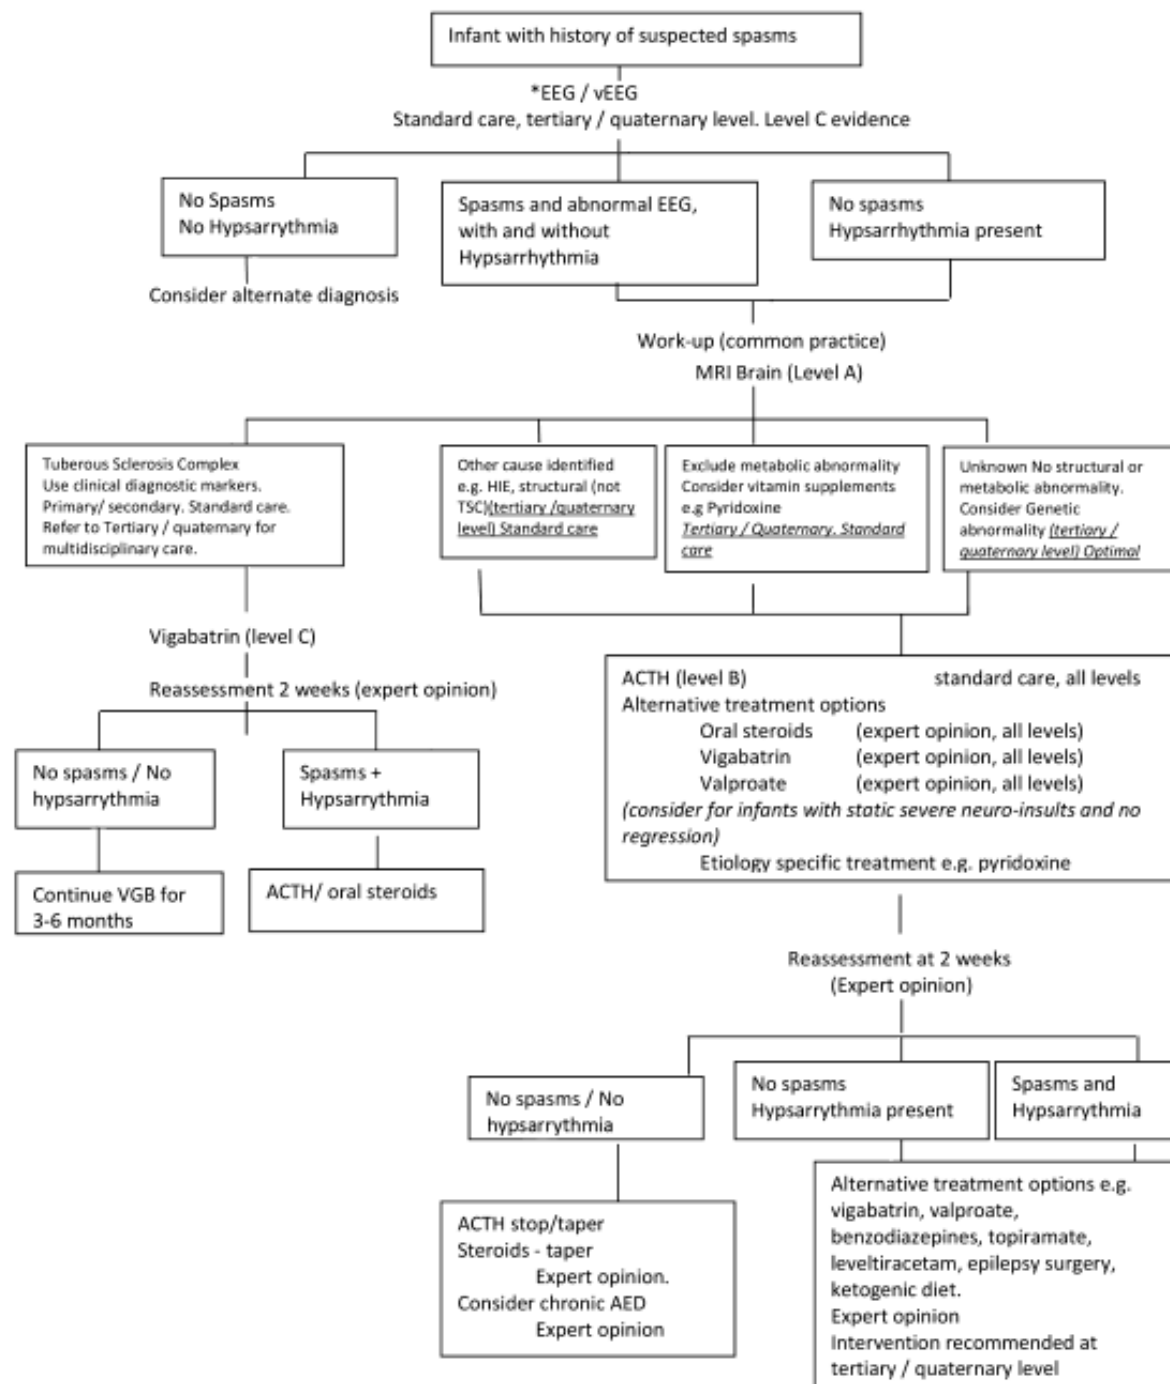 Infant with history of suspected spasms
*EEG / vEEG
Standard care, tertiary / quaternary level. Level C evidence
No Spasms
No Hypsarrythmia
Spasms and abnormal EEG,
with and without
Hypsarrhythmia
No spasms
Hypsarrhythmia present
Consider alternate diagnosis
Work-up (common practice)
MRI Brain (Level A)
Tuberous Sclerosis Complex
Use clinical diagnostic markers.
Primary/ secondary. Standard care.
Refer to Tertiary / quaternary for
multidisciplinary care.
Other cause identified
e.g. HIE, structural (not
TSC)(tertiary /quaternary
level) Standard care
Exclude metabolic abnormality
Consider vitamin supplements
e.g Pyridoxine
Tertiary / Quaternary. Standard
care
Unknown No structural or
metabolic abnormality.
Consider Genetic
abnormality (tertiary /
quaternary level) Optimal
Vigabatrin (level C)
Reassessment 2 weeks (expert opinion)
No spasms / No
hypsarrythmia
Spasms +
Hypsarrythmia
Continue VGB for
3-6 months
ACTH/ oral steroids
ACTH (level B) standard care, all levels
Alternative treatment options
Oral steroids (expert opinion, all levels)
Vigabatrin (expert opinion, all levels)
Valproate (expert opinion, all levels)
(consider for infants with static severe neuro-insults and no
regression)
Etiology specific treatment e.g. pyridoxine
Reassessment at 2 weeks
(Expert opinion)
No spasms / No
hypsarrythmia
No spasms
Hypsarrythmia present
Spasms and
Hypsarrythmia
ACTH stop/taper
Steroids - taper
Expert opinion.
Consider chronic AED
Expert opinion
Alternative treatment options e.g.
vigabatrin, valproate,
benzodiazepines, topiramate,
leveltiracetam, epilepsy surgery,
ketogenic diet.
Expert opinion
Intervention recommended at
tertiary / quaternary level